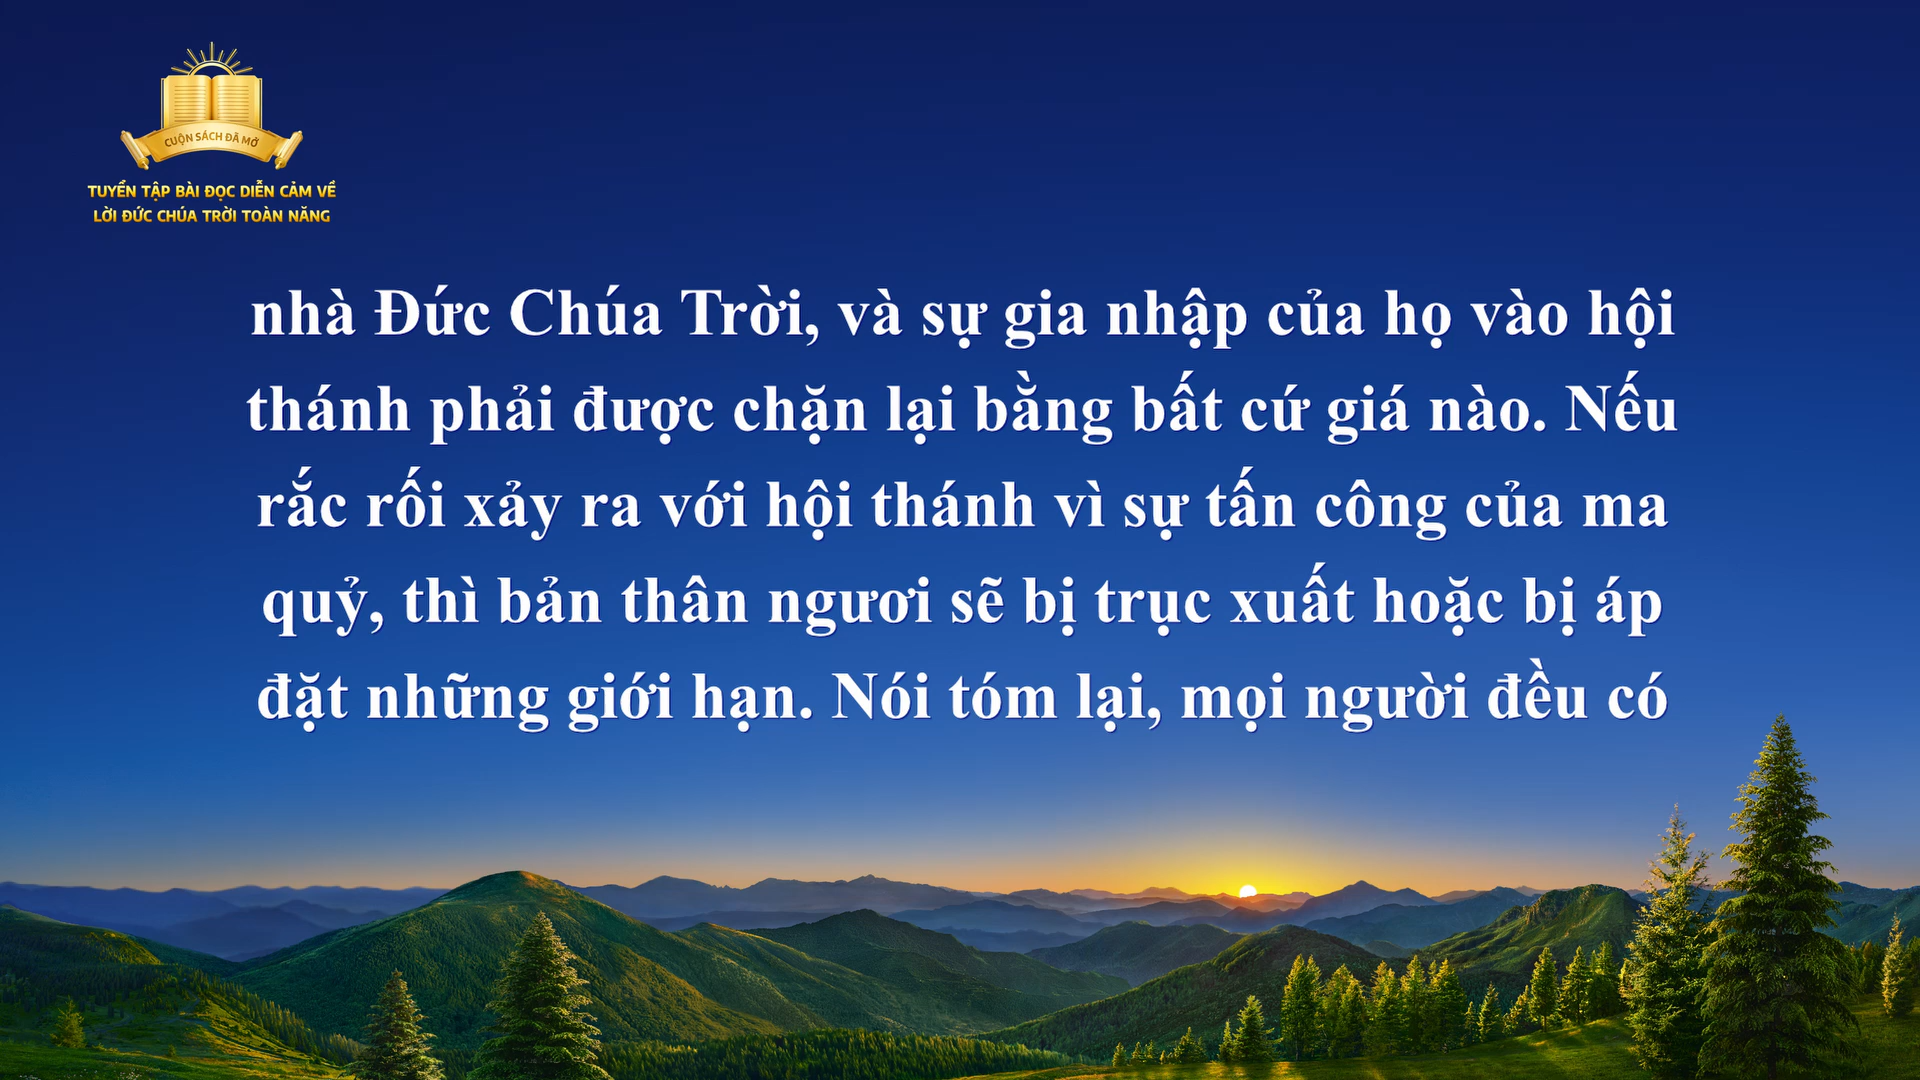 CUỘN SÁCH ĐÃ MỞ
TUYỂN TẬP BÀI ĐỌC DIỄN CẢM VỀ
LỜI ĐỨC CHÚA TRỜI TOÀN NĂNG
nhà Đức Chúa Trời, và sự gia nhập của họ vào hội
thánh phải được chặn lại bằng bất cứ giá nào. Nếu
rắc rối xảy ra với hội thánh vì sự tấn công của ma
quỷ, thì bản thân ngươi sẽ bị trục xuất hoặc bị áp
đặt những giới hạn. Nói tóm lại, mọi người đều có